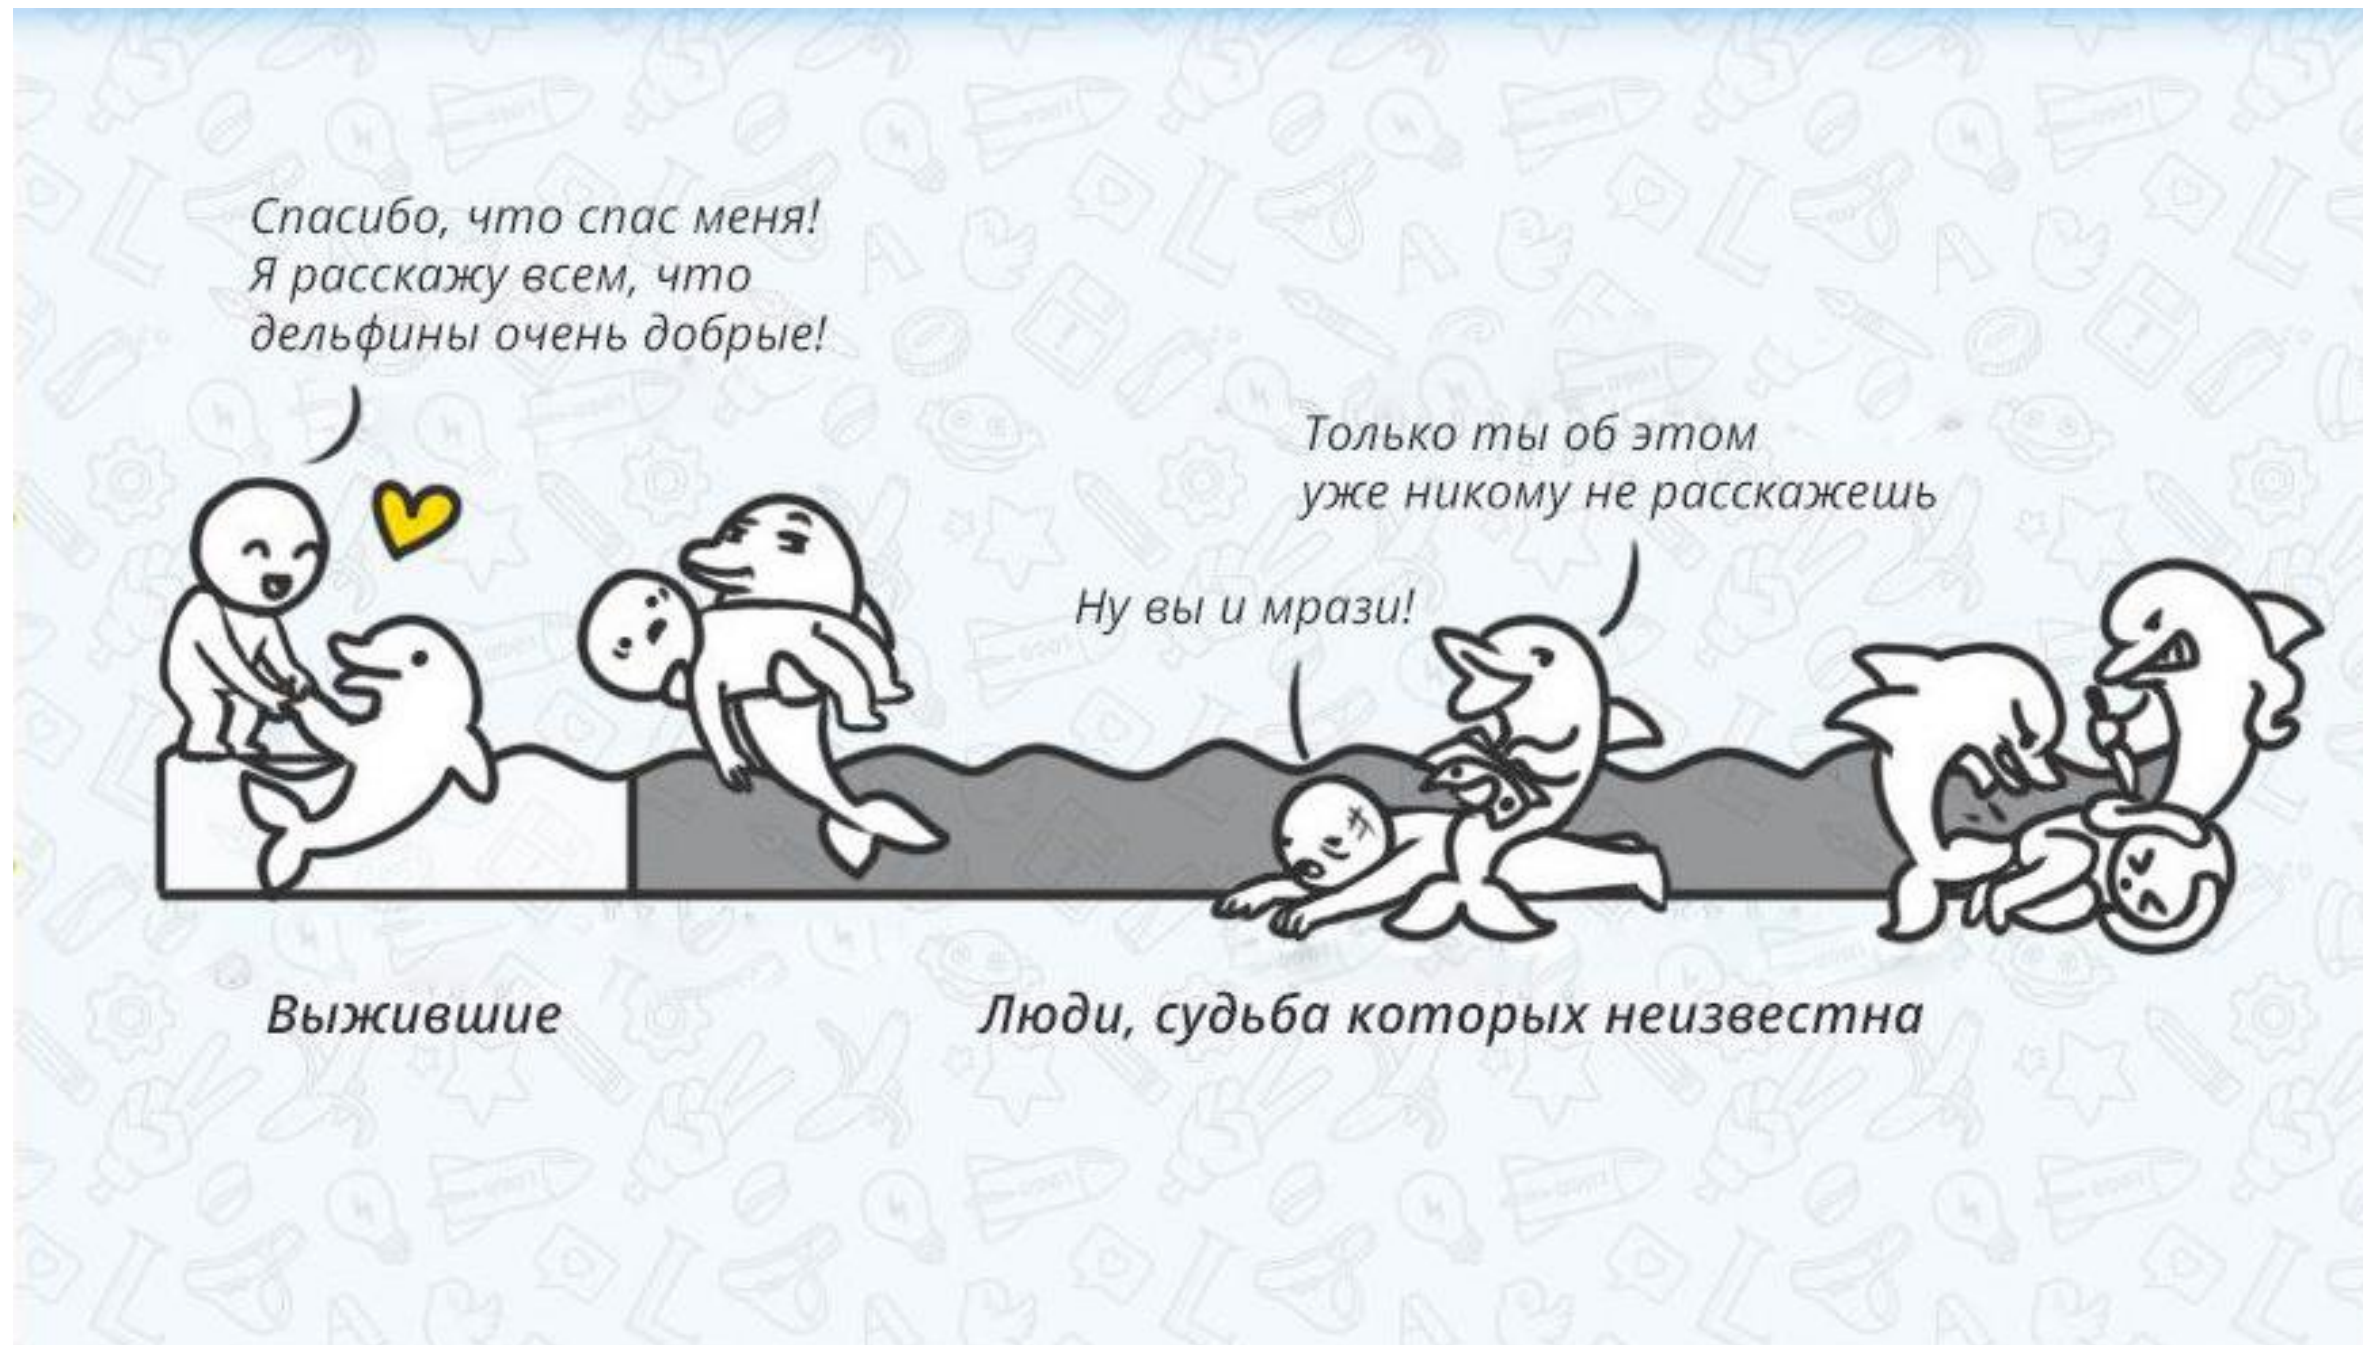 Спасибо, что спас меня!
Я расскажу всем, что
дельфины очень добрые!
Только ты об этом
уже никому не расскажешь
Ну вы и мрази!
Выжившие
Люди, судьба которых неизвестна